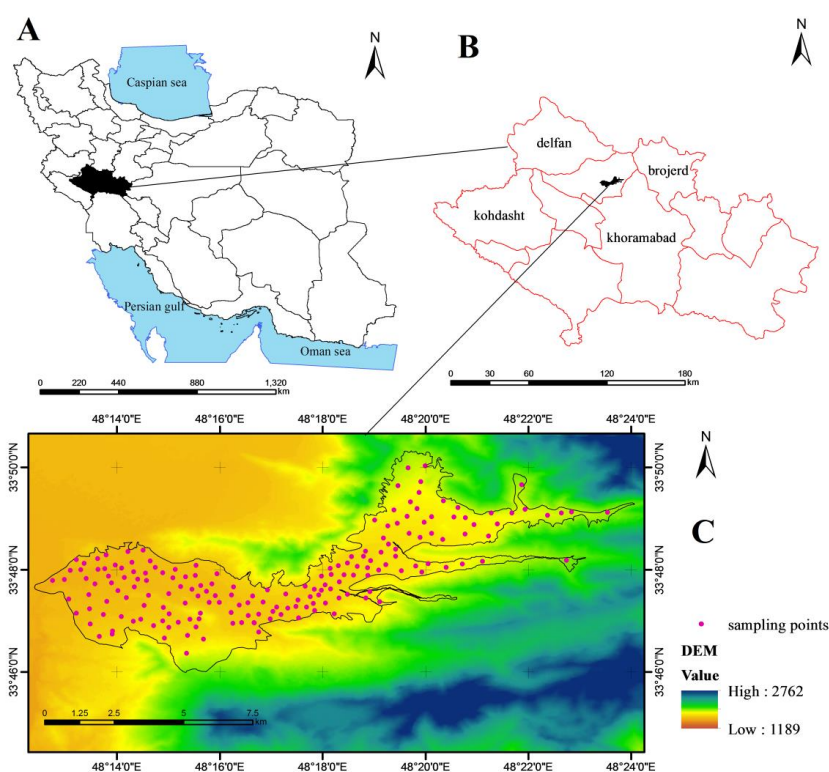 A
N
Caspian sea
Persian gulf
Oman sea
0 220 440 880 1,320
km
B
N
delfan
brojerd
kohdasht
khoramabad
0 30 60 120 180
km
48°14'0"E 48°16'0"E 48°18'0"E 48°20'0"E 48°22'0"E 48°24'0"E
33°50'0"N 33°50'0"N
33°48'0"N 33°48'0"N
33°46'0"N 33°46'0"N
0 1.25 2.5 5 7.5
km
48°14'0"E 48°16'0"E 48°18'0"E 48°20'0"E 48°22'0"E 48°24'0"E
N
C
sampling points
DEM
Value
High : 2762
Low : 1189